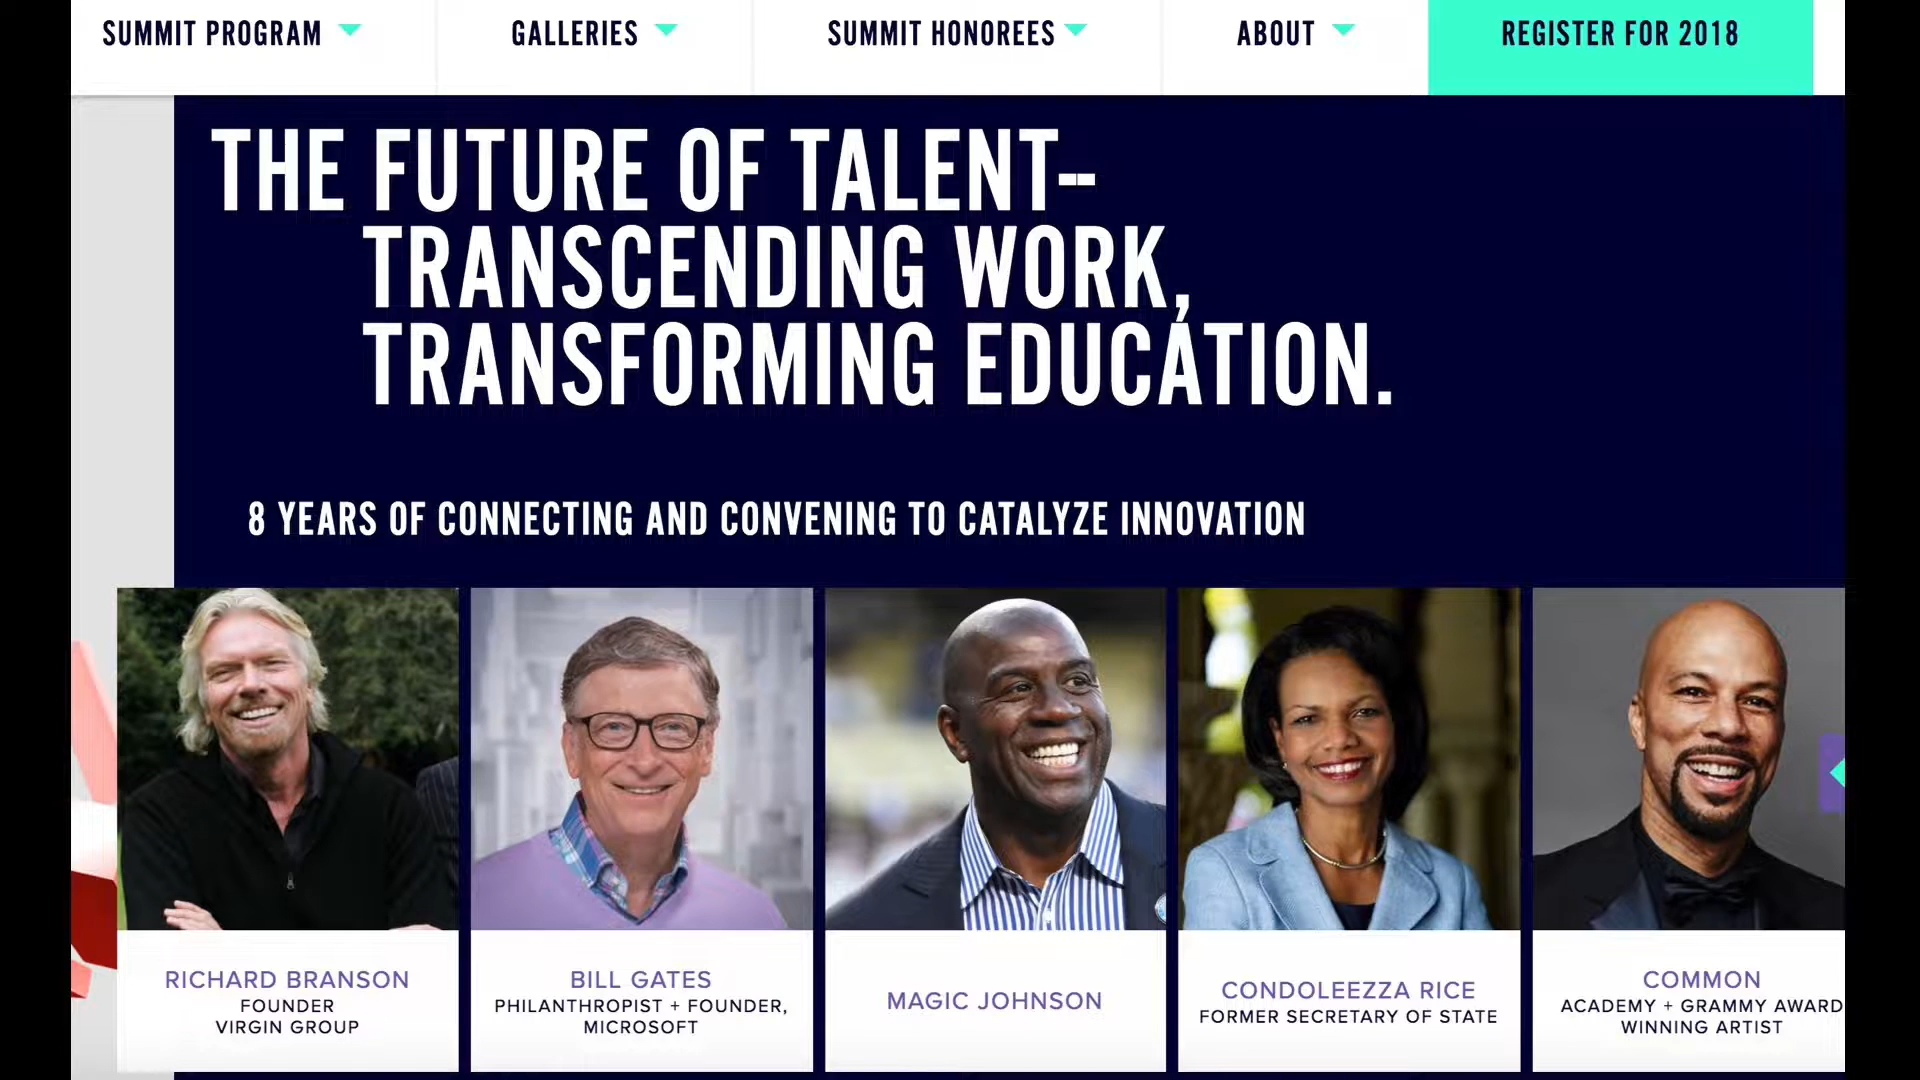 SUMMIT PROGRAM
GALLERIES
SUMMIT HONOREES
ABOUT
REGISTER FOR 2018
THE FUTURE OF TALENT--
TRANSCENDING WORK,
TRANSFORMING EDUCATION.
8 YEARS OF CONNECTING AND CONVENING TO CATALYZE INNOVATION
RICHARD BRANSON
FOUNDER
VIRGIN GROUP
BILL GATES
PHILANTHROPIST + FOUNDER,
MICROSOFT
MAGIC JOHNSON
CONDOLEEZZA RICE
FORMER SECRETARY OF STATE
COMMON
ACADEMY + GRAMMY AWARD
WINNING ARTIST